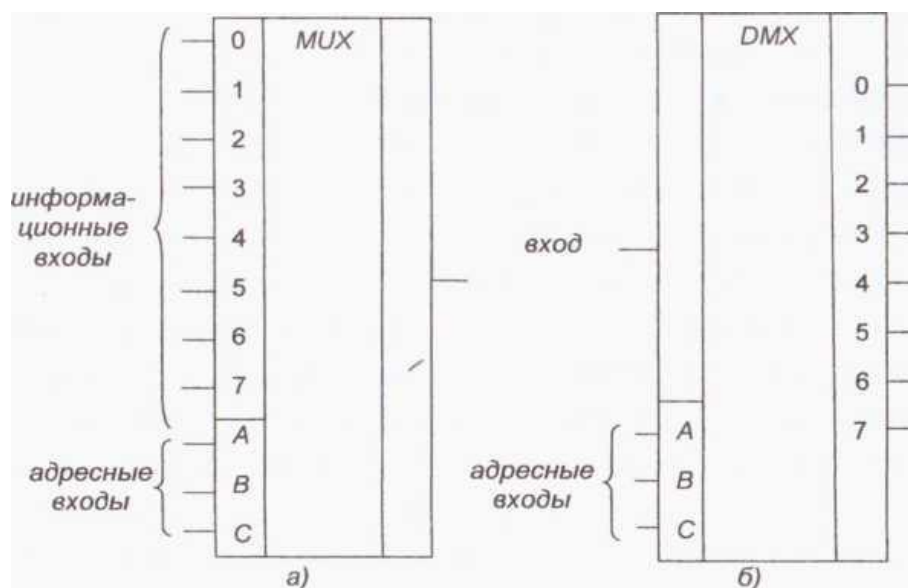 0
MUX
1
2
3
4
5
6
7
информа-
ционные
входы
A
B
C
адресные
входы
а)
DMX
0
1
2
3
4
5
6
7
вход
A
B
C
адресные
входы
б)